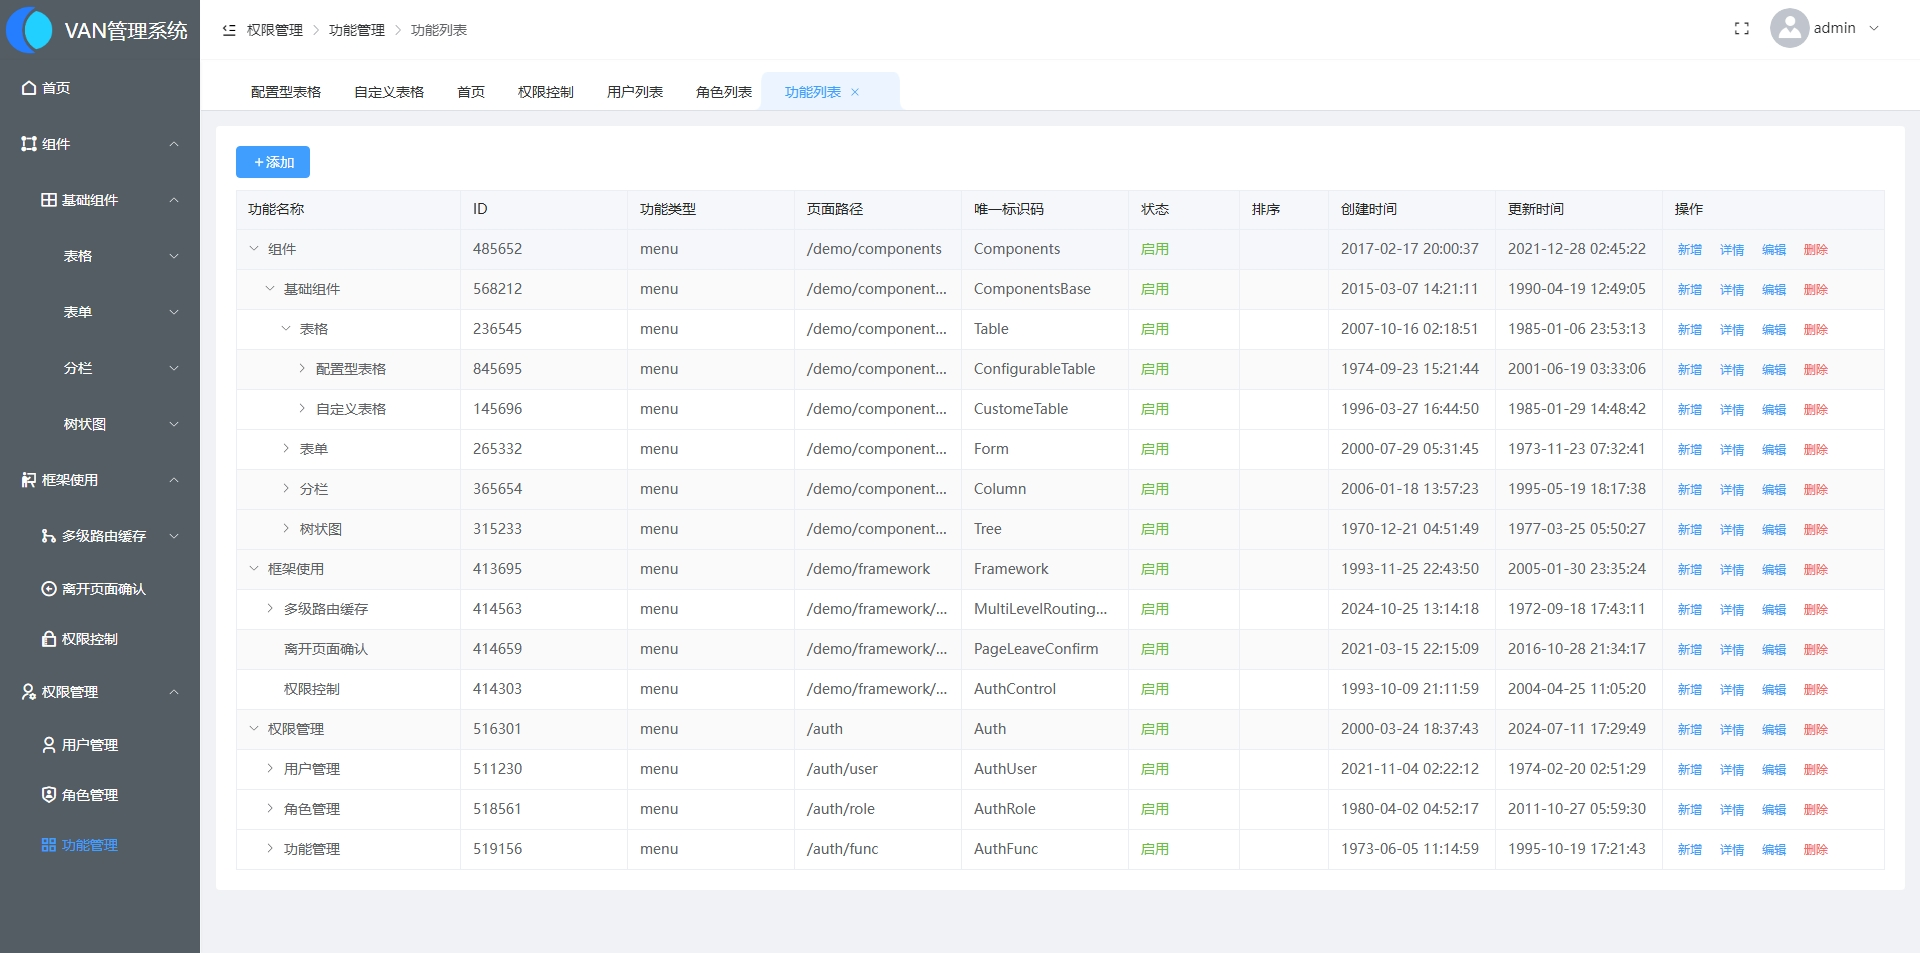 VAN管理系统
首页
组件
基础组件
表格
表单
分栏
树状图
框架使用
多级路由缓存
离开页面确认
权限控制
权限管理
用户管理
角色管理
功能管理
权限管理 > 功能管理 > 功能列表
admin
配置型表格 自定义表格 首页 权限控制 用户列表 角色列表 功能列表 ×
+添加
功能名称 ID 功能类型 页面路径 唯一标识码 状态 排序 创建时间 更新时间 操作
组件 485652 menu /demo/components Components 启用 2017-02-17 20:00:37 2021-12-28 02:45:22 新增 详情 编辑 删除
基础组件 568212 menu /demo/component... ComponentsBase 启用 2015-03-07 14:21:11 1990-04-19 12:49:05 新增 详情 编辑 删除
表格 236545 menu /demo/component... Table 启用 2007-10-16 02:18:51 1985-01-06 23:53:13 新增 详情 编辑 删除
配置型表格 845695 menu /demo/component... ConfigurableTable 启用 1974-09-23 15:21:44 2001-06-19 03:33:06 新增 详情 编辑 删除
自定义表格 145696 menu /demo/component... CustomeTable 启用 1996-03-27 16:44:50 1985-01-29 14:48:42 新增 详情 编辑 删除
表单 265332 menu /demo/component... Form 启用 2000-07-29 05:31:45 1973-11-23 07:32:41 新增 详情 编辑 删除
分栏 365654 menu /demo/component... Column 启用 2006-01-18 13:57:23 1995-05-19 18:17:38 新增 详情 编辑 删除
树状图 315233 menu /demo/component... Tree 启用 1970-12-21 04:51:49 1977-03-25 05:50:27 新增 详情 编辑 删除
框架使用 413695 menu /demo/framework Framework 启用 1993-11-25 22:43:50 2005-01-30 23:35:24 新增 详情 编辑 删除
多级路由缓存 414563 menu /demo/framework/... MultiLevelRouting... 启用 2024-10-25 13:14:18 1972-09-18 17:43:11 新增 详情 编辑 删除
离开页面确认 414659 menu /demo/framework/... PageLeaveConfirm 启用 2021-03-15 22:15:09 2016-10-28 21:34:17 新增 详情 编辑 删除
权限控制 414303 menu /demo/framework/... AuthControl 启用 1993-10-09 21:11:59 2004-04-25 11:05:20 新增 详情 编辑 删除
权限管理 516301 menu /auth Auth 启用 2000-03-24 18:37:43 2024-07-11 17:29:49 新增 详情 编辑 删除
用户管理 511230 menu /auth/user AuthUser 启用 2021-11-04 02:22:12 1974-02-20 02:51:29 新增 详情 编辑 删除
角色管理 518561 menu /auth/role AuthRole 启用 1980-04-02 04:52:17 2011-10-27 05:59:30 新增 详情 编辑 删除
功能管理 519156 menu /auth/func AuthFunc 启用 1973-06-05 11:14:59 1995-10-19 17:21:43 新增 详情 编辑 删除